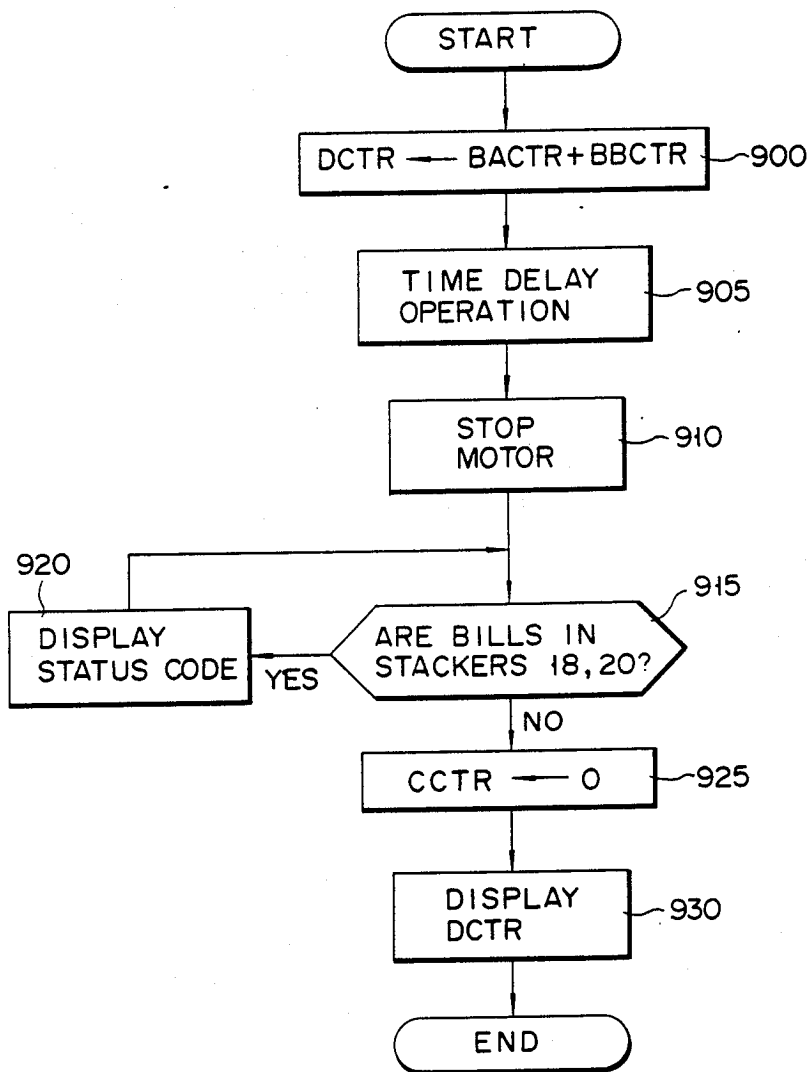 START
DCTR ← BACTR+BBCTR
900
TIME DELAY
OPERATION
905
STOP
MOTOR
910
920
915
DISPLAY
STATUS CODE
YES
ARE BILLS IN
STACKERS 18,20?
NO
CCTR ← 0
925
DISPLAY
DCTR
930
END